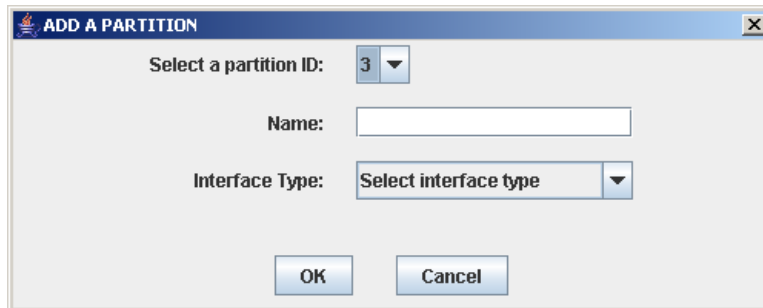 ADD A PARTITION
Select a partition ID: 3
Name:
Interface Type: Select interface type
OK Cancel